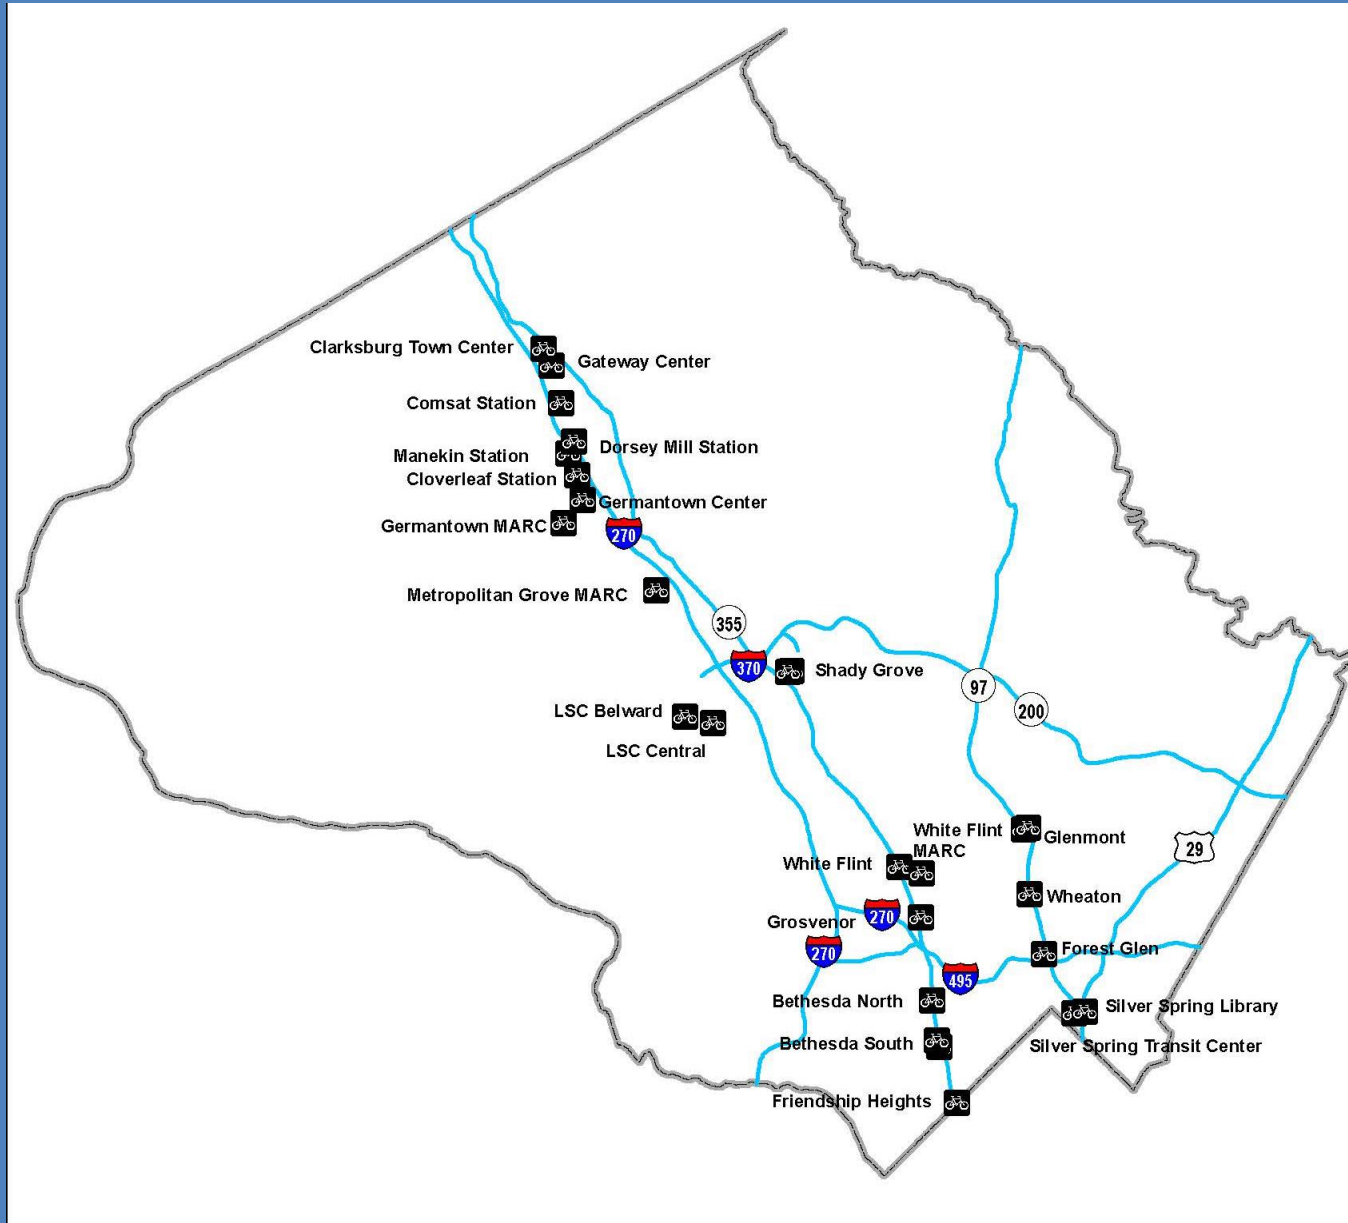 Clarksburg Town Center
Gateway Center
Comsat Station
Dorsey Mill Station
Manekin Station
Cloverleaf Station
Germantown Center
Germantown MARC
270
Metropolitan Grove MARC
355
370
Shady Grove
97
200
LSC Belward
LSC Central
White Flint
MARC
Glenmont
29
White Flint
Wheaton
Grosvenor
270
270
Forest Glen
495
Bethesda North
Silver Spring Library
Bethesda South
Silver Spring Transit Center
Friendship Heights